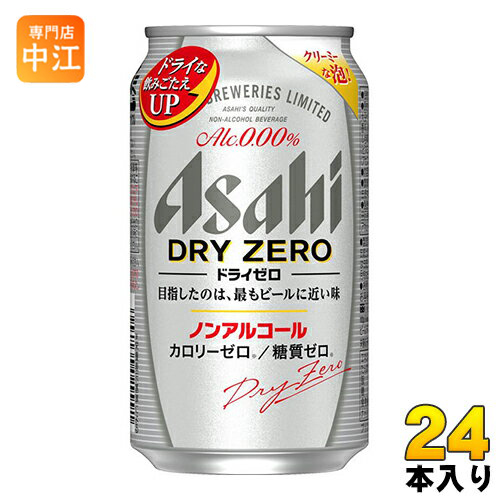 専門店
中江
ドライな
飲みごたえ
UP
クリーミー
な泡!
BREWERIES LIMITED
ASAHI'S QUALITY
NON-ALCOHOL BEVERAGE
Alc.0.00%
Asahi
DRY ZERO
ドライゼロ
目指したのは、最もビールに近い味
ノンアルコール
カロリーゼロ。/糖質ゼロ。
Dry Zero
24
本入り